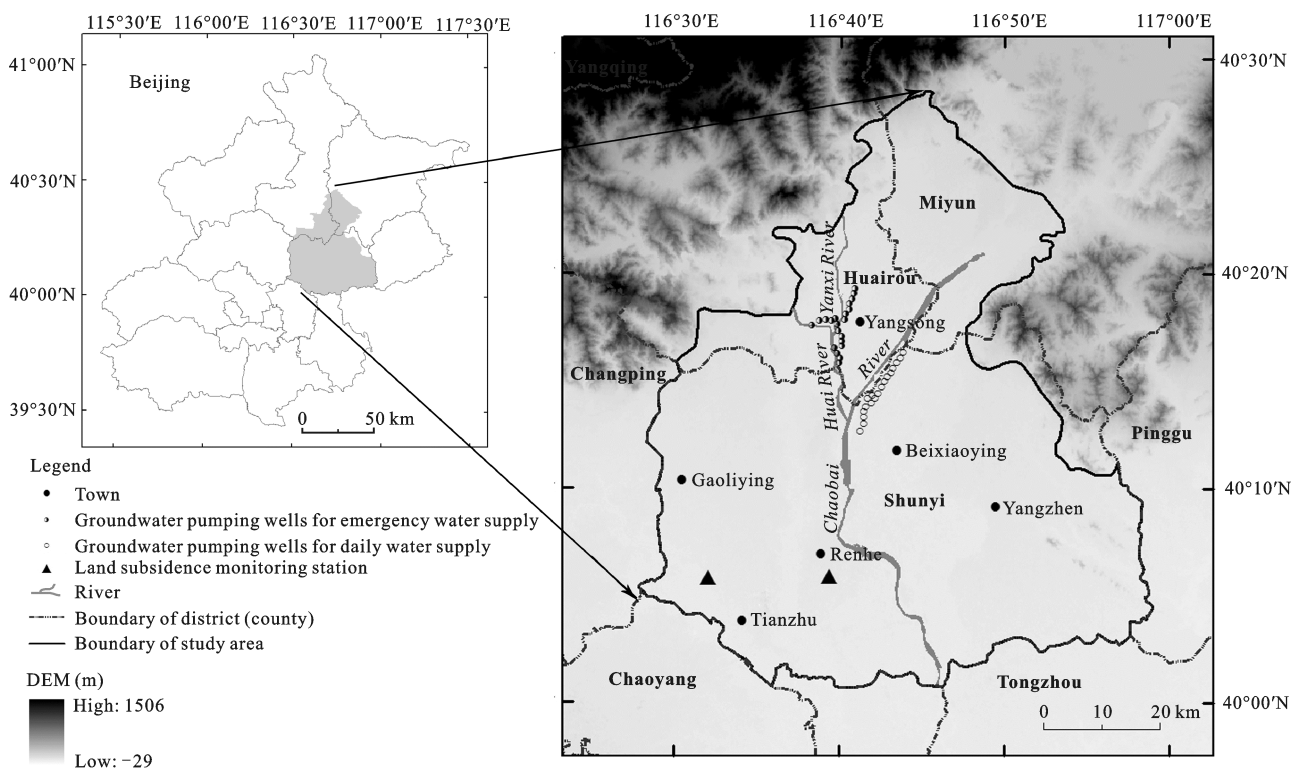 115°30′E 116°00′E 116°30′E 117°00′E 117°30′E
41°00′N
40°30′N
40°00′N
39°30′N
Beijing
0 50 km
Legend
Town
Groundwater pumping wells for emergency water supply
Groundwater pumping wells for daily water supply
Land subsidence monitoring station
River
Boundary of district (county)
Boundary of study area
DEM (m)
High: 1506
Low: −29
116°30′E 116°40′E 116°50′E 117°00′E
40°30′N
40°20′N
40°10′N
40°00′N
Yangqing
Miyun
Yanxi River
Huairou
Yangsong
Changping
Huai River
River
Pinggu
Beixiaoying
Gaoliying
Chaobai
Shunyi
Yangzhen
Renhe
Tianzhu
Chaoyang
Tongzhou
0 10 20 km